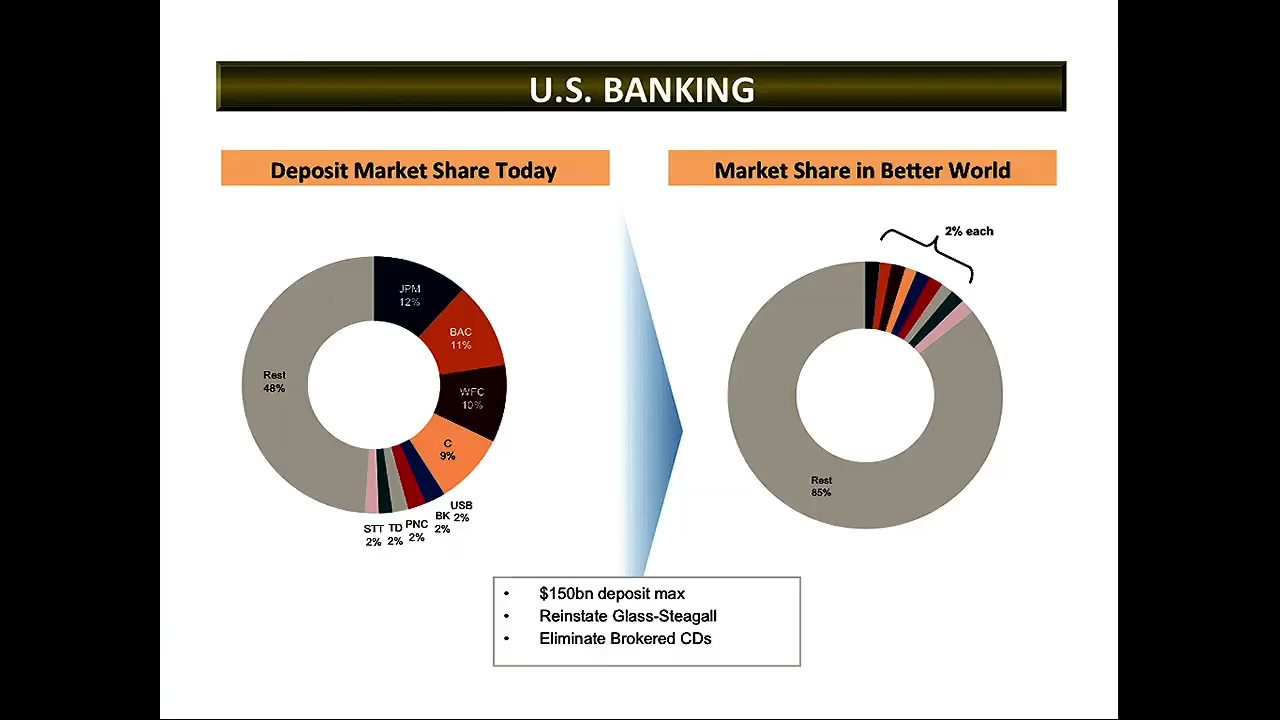 U.S. BANKING
Deposit Market Share Today
Market Share in Better World
JPM
12%
BAC
11%
WFC
10%
C
9%
USB
2%
BK
2%
PNC
2%
TD
2%
STT
2%
Rest
48%
2% each
Rest
85%
• $150bn deposit max
• Reinstate Glass-Steagall
• Eliminate Brokered CDs